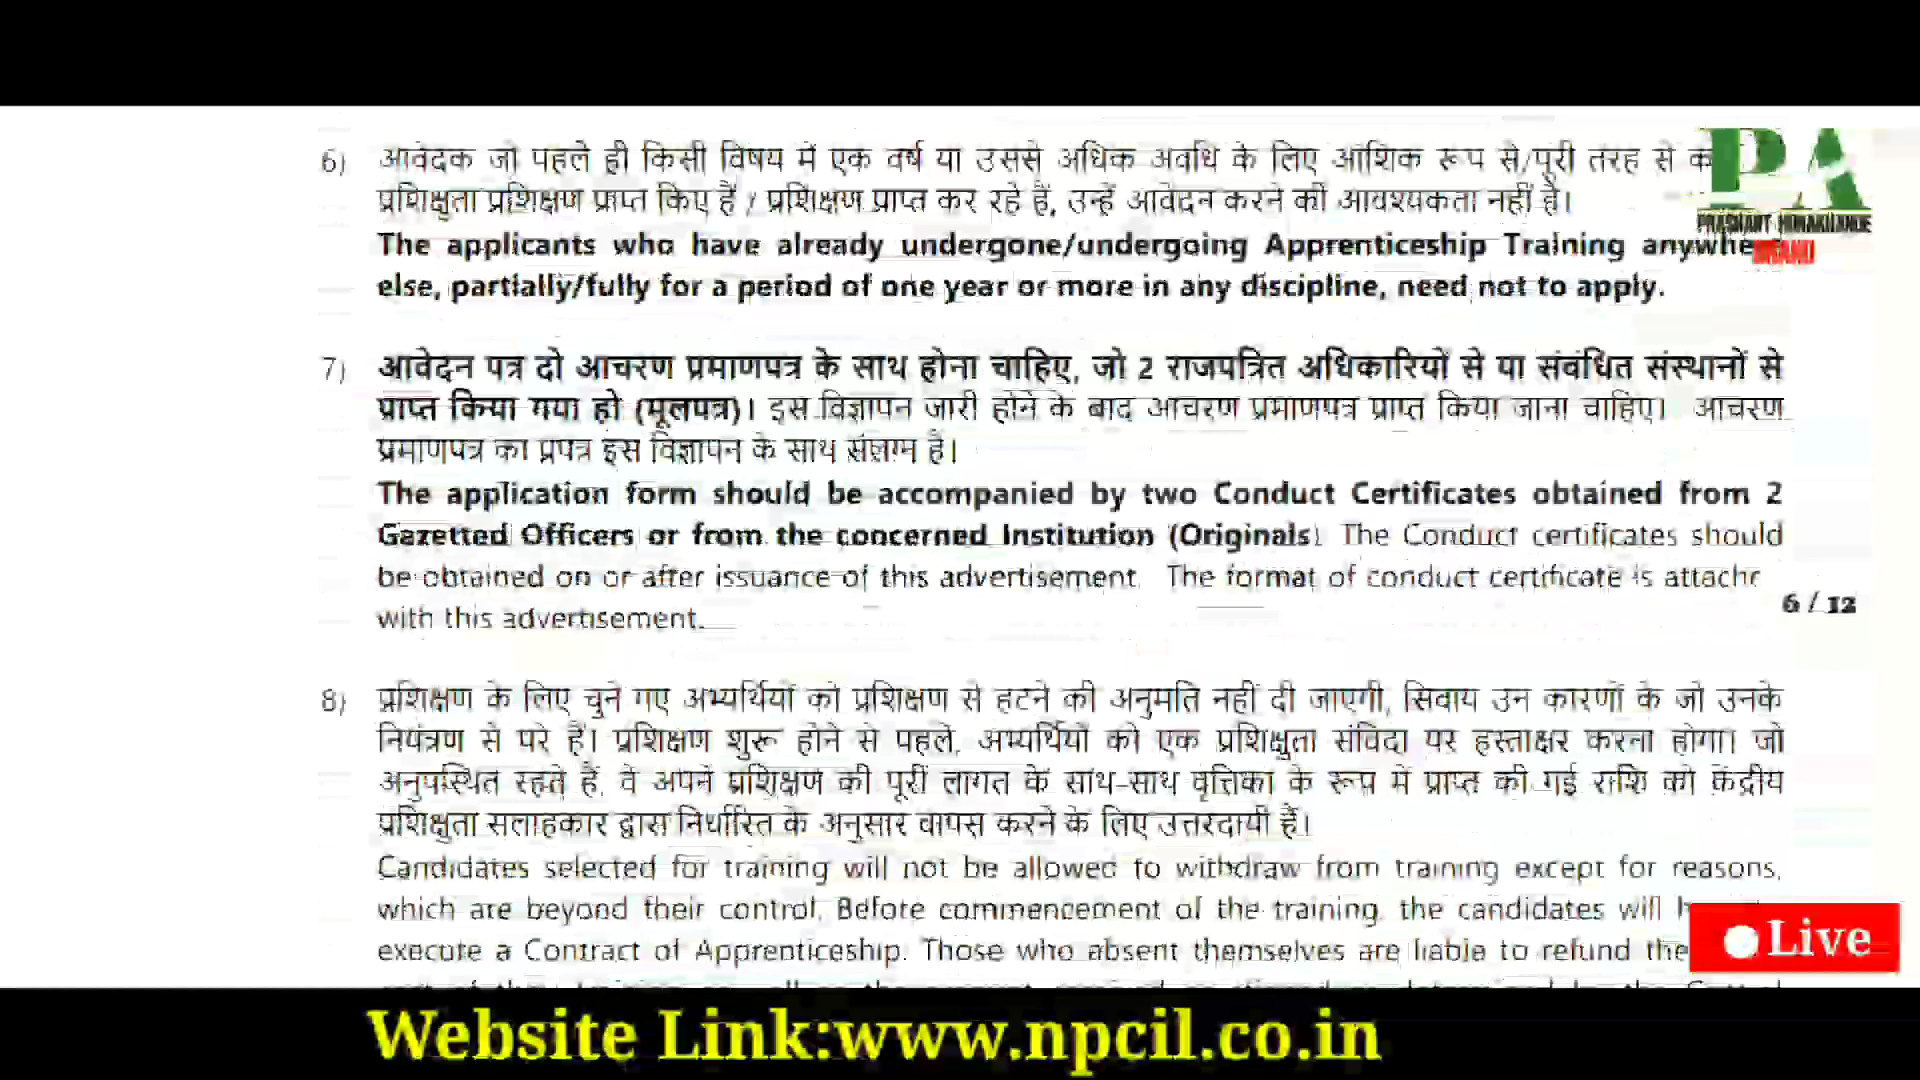 6) आवेदक जो पहले ही किसी विषय में एक वर्ष या उससे अधिक अवधि के लिए आंशिक रूप से/पूरी तरह से
प्रशिक्षुता प्रशिक्षण प्राप्त किए हैं / प्रशिक्षण प्राप्त कर रहे हैं, उन्हें आवेदन करने की आवश्यकता नहीं है।
The applicants who have already undergone/undergoing Apprenticeship Training
else, partially/fully for a period of one year or more in any discipline, need not to apply.
PA
PRASHANT
BRAND
7) आवेदन पत्र दो आचरण प्रमाणपत्र के साथ होना चाहिए, जो 2 राजपत्रित अधिकारियों से या संबंधित संस्थानों से
प्राप्त किया गया हो (मूलपत्र)। इस विज्ञापन जारी होने के बाद आचरण प्रमाणपत्र प्राप्त किया जाना चाहिए। आचरण
प्रमाणपत्र का प्रपत्र इस विज्ञापन के साथ संलग्न है।
The application form should be accompanied by two Conduct Certificates obtained from 2
Gazetted Officers or from the concerned Institution (Originals). The Conduct certificates should
be obtained on or after issuance of this advertisement. The format of conduct certificate is
with this advertisement.
6 / 12
8) प्रशिक्षण के लिए चुने गए अभ्यर्थियों को प्रशिक्षण से हटने की अनुमति नहीं दी जाएगी, सिवाय उन कारणों के जो उनके
नियंत्रण से परे हैं। प्रशिक्षण शुरू होने से पहले, अभ्यर्थियों को एक प्रशिक्षुता संविदा पर हस्ताक्षर करना होगा। जो
अनुपस्थित रहते हैं, वे अपने प्रशिक्षण की पूरी लागत के साथ-साथ वृत्तिका के रूप में प्राप्त की गई राशि को केंद्रीय
प्रशिक्षुता सलाहकार द्वारा निर्धारित के अनुसार वापस करने के लिए उत्तरदायी हैं।
Candidates selected for training will not be allowed to withdraw from training except for reasons,
which are beyond their control. Before commencement of the training, the candidates will
execute a Contract of Apprenticeship. Those who absent themselves are liable to refund the
Live
Website Link:www.npcil.co.in